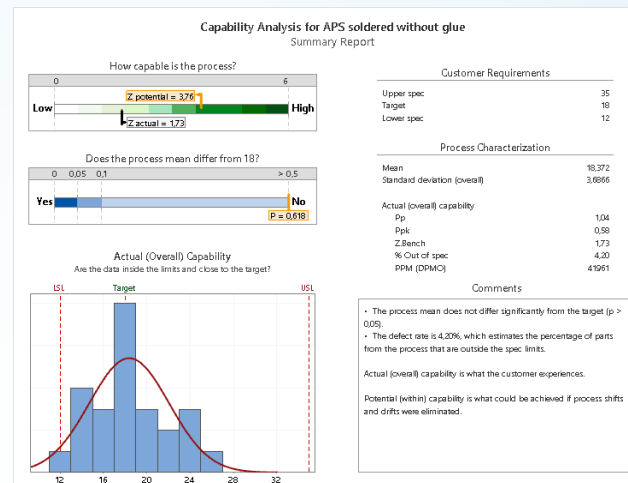 Capability Analysis for APS soldered without glue
Summary Report
How capable is the process?
0 6
Low High
Z potential = 3,76
Z actual = 1,73
Does the process mean differ from 18?
0 0,05 0,1 > 0,5
Yes No
P = 0,618
Actual (Overall) Capability
Are the data inside the limits and close to the target?
LSL Target USL
12 16 20 24 28 32
Customer Requirements
Upper spec 35
Target 18
Lower spec 12
Process Characterization
Mean 18,372
Standard deviation (overall) 3,6866
Actual (overall) capability
Pp 1,04
Ppk 0,58
Z.Bench 1,73
% Out of spec 4,20
PPM (DPMO) 41961
Comments
• The process mean does not differ significantly from the target (p >
0,05).
• The defect rate is 4,20%, which estimates the percentage of parts
from the process that are outside the spec limits.
Actual (overall) capability is what the customer experiences.
Potential (within) capability is what could be achieved if process shifts
and drifts were eliminated.